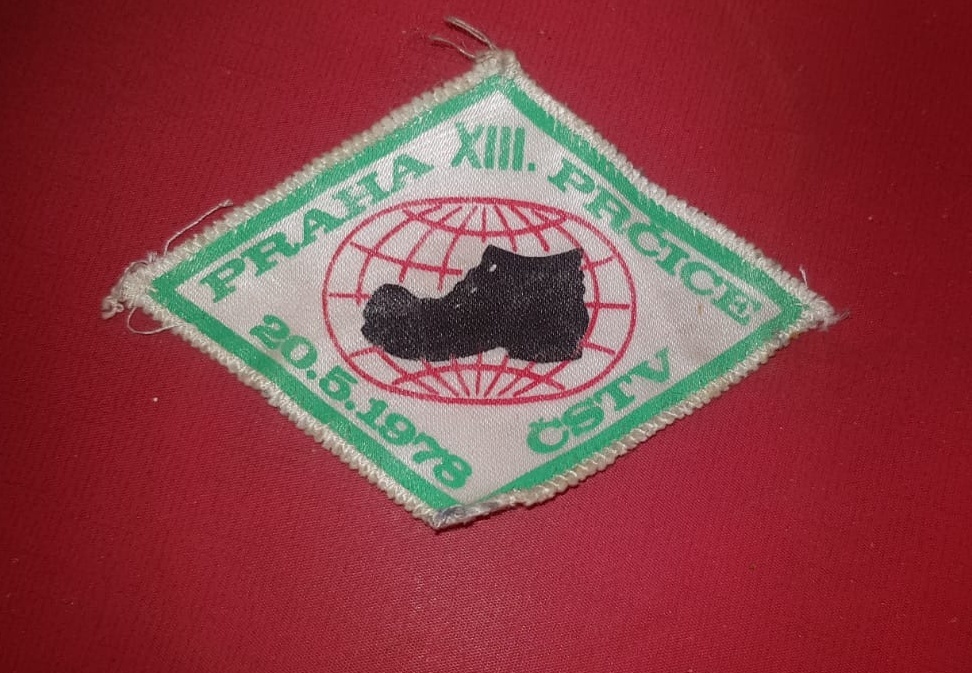 PRAHA XIII. PRČICE
20.5.1978
ČSTV